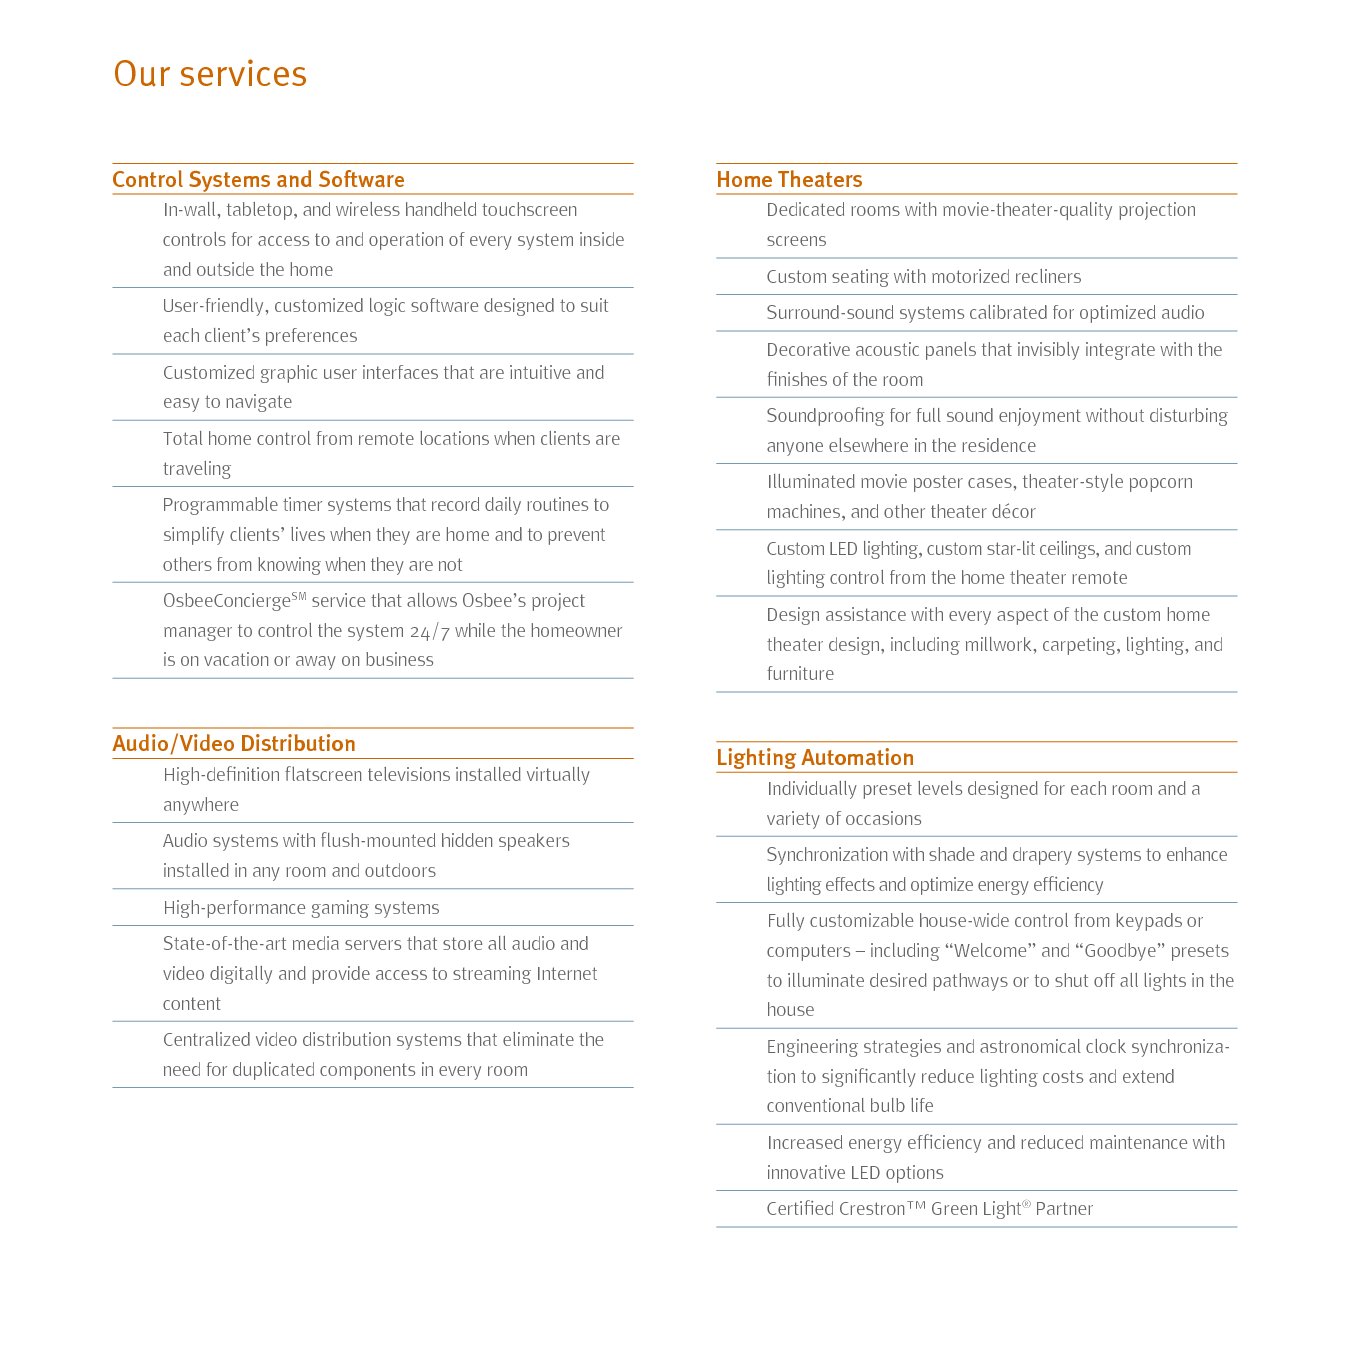 Our services
Control Systems and Software
In-wall, tabletop, and wireless handheld touchscreen
controls for access to and operation of every system inside
and outside the home
User-friendly, customized logic software designed to suit
each client’s preferences
Customized graphic user interfaces that are intuitive and
easy to navigate
Total home control from remote locations when clients are
traveling
Programmable timer systems that record daily routines to
simplify clients’ lives when they are home and to prevent
others from knowing when they are not
OsbeeConcierge℠ service that allows Osbee’s project
manager to control the system 24/7 while the homeowner
is on vacation or away on business
Audio/Video Distribution
High-definition flatscreen televisions installed virtually
anywhere
Audio systems with flush-mounted hidden speakers
installed in any room and outdoors
High-performance gaming systems
State-of-the-art media servers that store all audio and
video digitally and provide access to streaming Internet
content
Centralized video distribution systems that eliminate the
need for duplicated components in every room
Home Theaters
Dedicated rooms with movie-theater-quality projection
screens
Custom seating with motorized recliners
Surround-sound systems calibrated for optimized audio
Decorative acoustic panels that invisibly integrate with the
finishes of the room
Soundproofing for full sound enjoyment without disturbing
anyone elsewhere in the residence
Illuminated movie poster cases, theater-style popcorn
machines, and other theater décor
Custom LED lighting, custom star-lit ceilings, and custom
lighting control from the home theater remote
Design assistance with every aspect of the custom home
theater design, including millwork, carpeting, lighting, and
furniture
Lighting Automation
Individually preset levels designed for each room and a
variety of occasions
Synchronization with shade and drapery systems to enhance
lighting effects and optimize energy efficiency
Fully customizable house-wide control from keypads or
computers – including “Welcome” and “Goodbye” presets
to illuminate desired pathways or to shut off all lights in the
house
Engineering strategies and astronomical clock synchroniza-
tion to significantly reduce lighting costs and extend
conventional bulb life
Increased energy efficiency and reduced maintenance with
innovative LED options
Certified Crestron™ Green Light® Partner